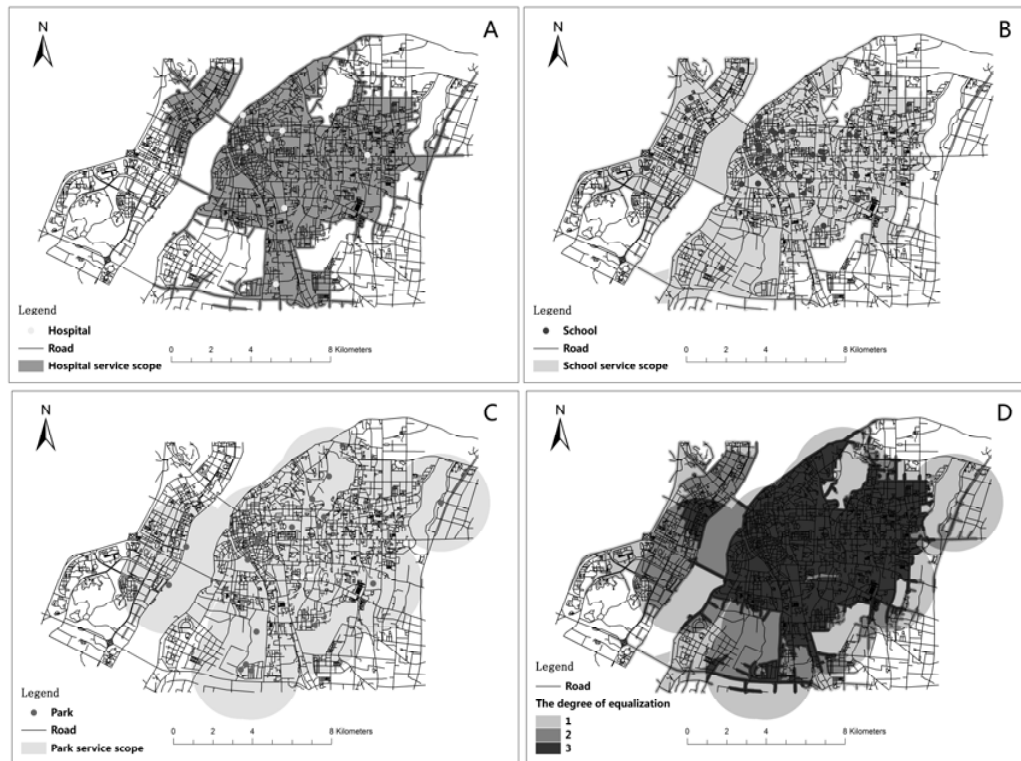 N
A
Legend
Hospital
Road
Hospital service scope
0 2 4 8 Kilometers
N
B
Legend
School
Road
School service scope
0 2 4 8 Kilometers
N
C
Legend
Park
Road
Park service scope
0 2 4 8 Kilometers
N
D
Legend
Road
The degree of equalization
1
2
3
0 2 4 8 Kilometers